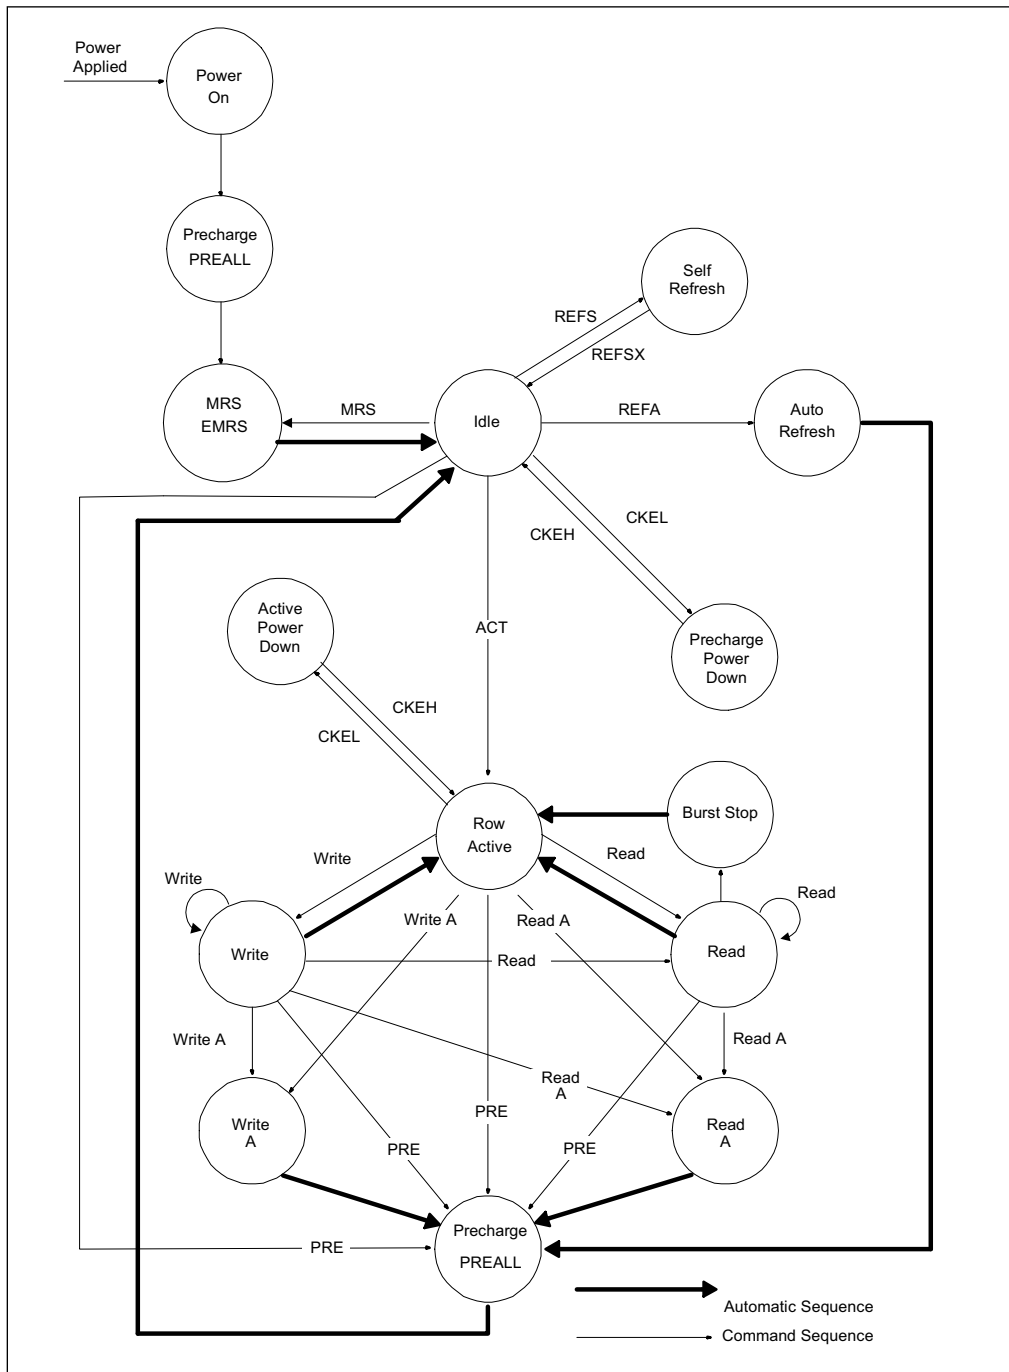 Power
Applied
Power
On
Precharge
PREALL
Self
Refresh
REFS
REFSX
MRS
EMRS
MRS
Idle
REFA
Auto
Refresh
CKEL
CKEH
Active
Power
Down
ACT
Precharge
Power
Down
CKEH
CKEL
Burst Stop
Row
Active
Write
Read
Write
Read
Write A
Read A
Write
Read
Read
Write A
Read A
Read
A
Write
A
PRE
PRE
PRE
Read
A
Precharge
PREALL
PRE
Automatic Sequence
Command Sequence